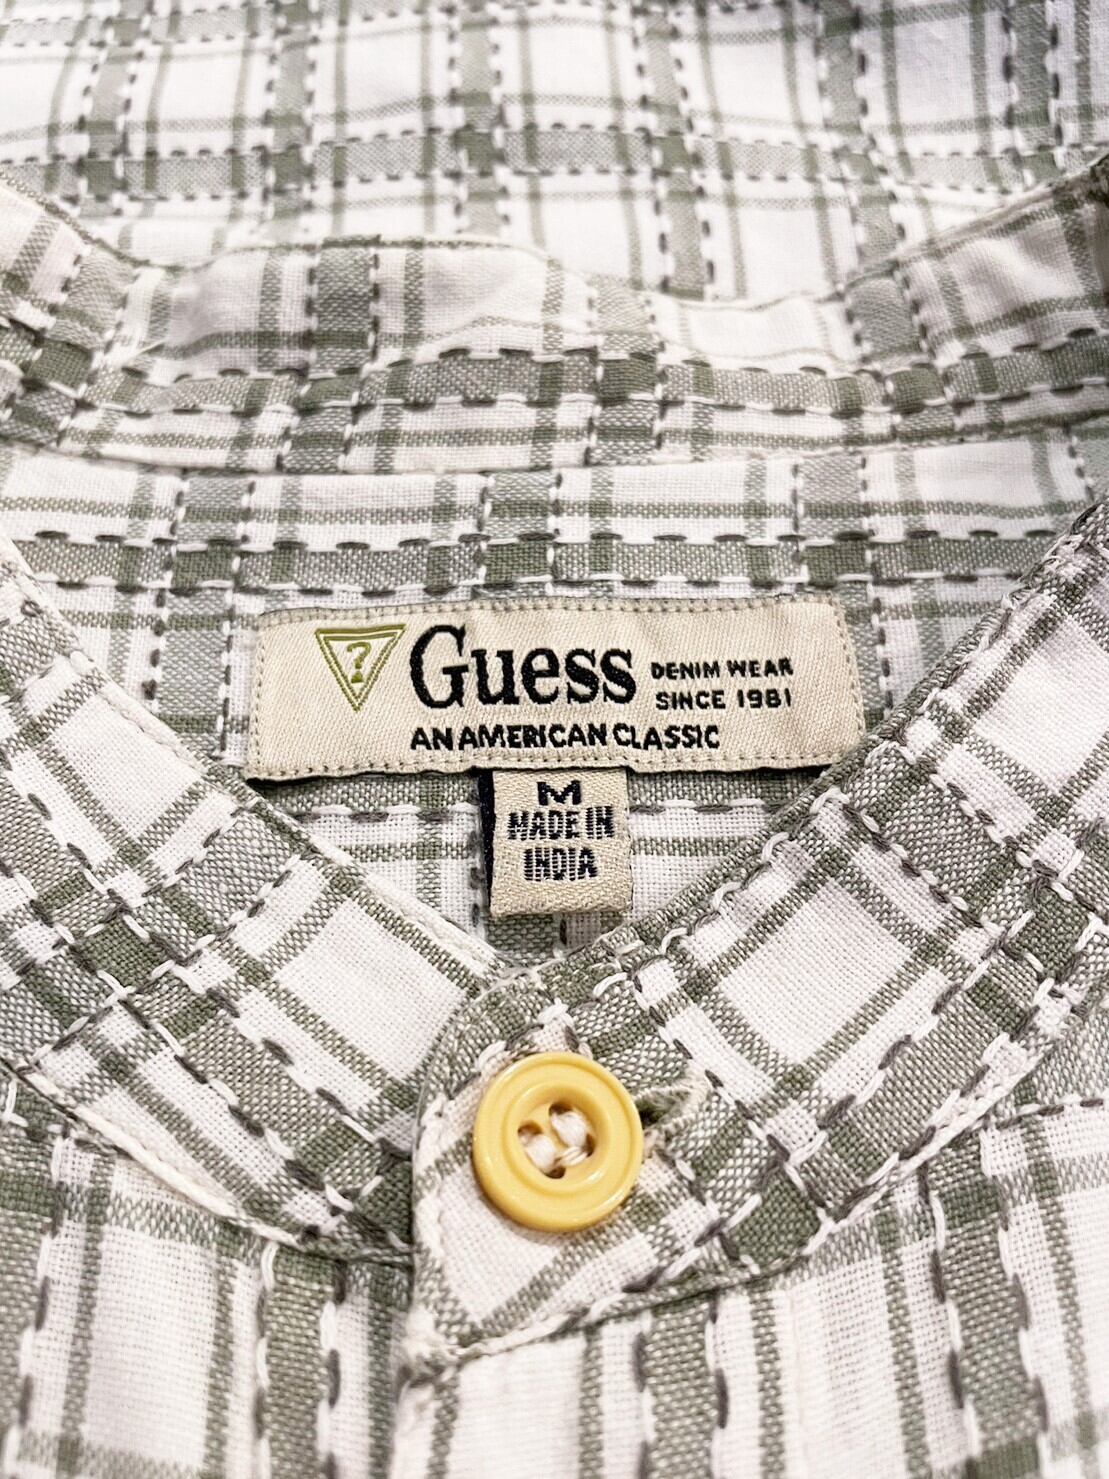 ?
Guess DENIM WEAR
SINCE 1981
AN AMERICAN CLASSIC
M
MADE IN
INDIA